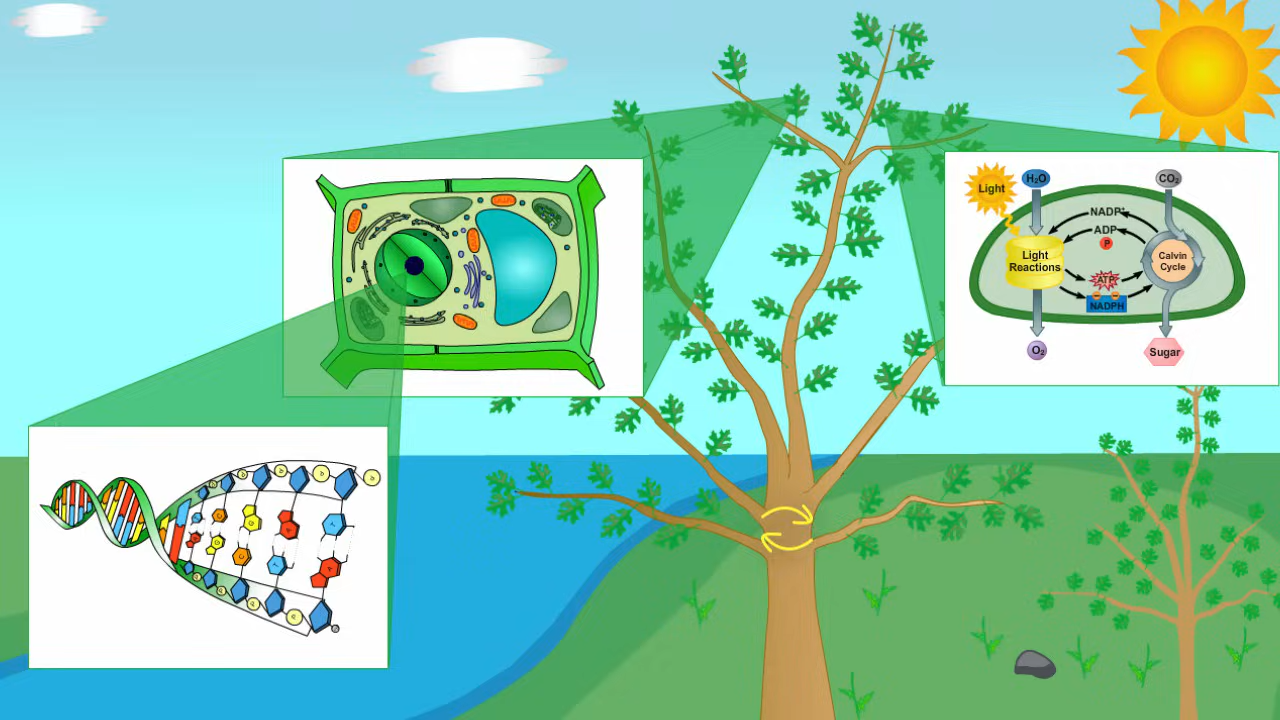 Light
H₂O
CO₂
NADP⁺
ADP
P
Light
Reactions
Calvin
Cycle
ATP
NADPH
O₂
Sugar